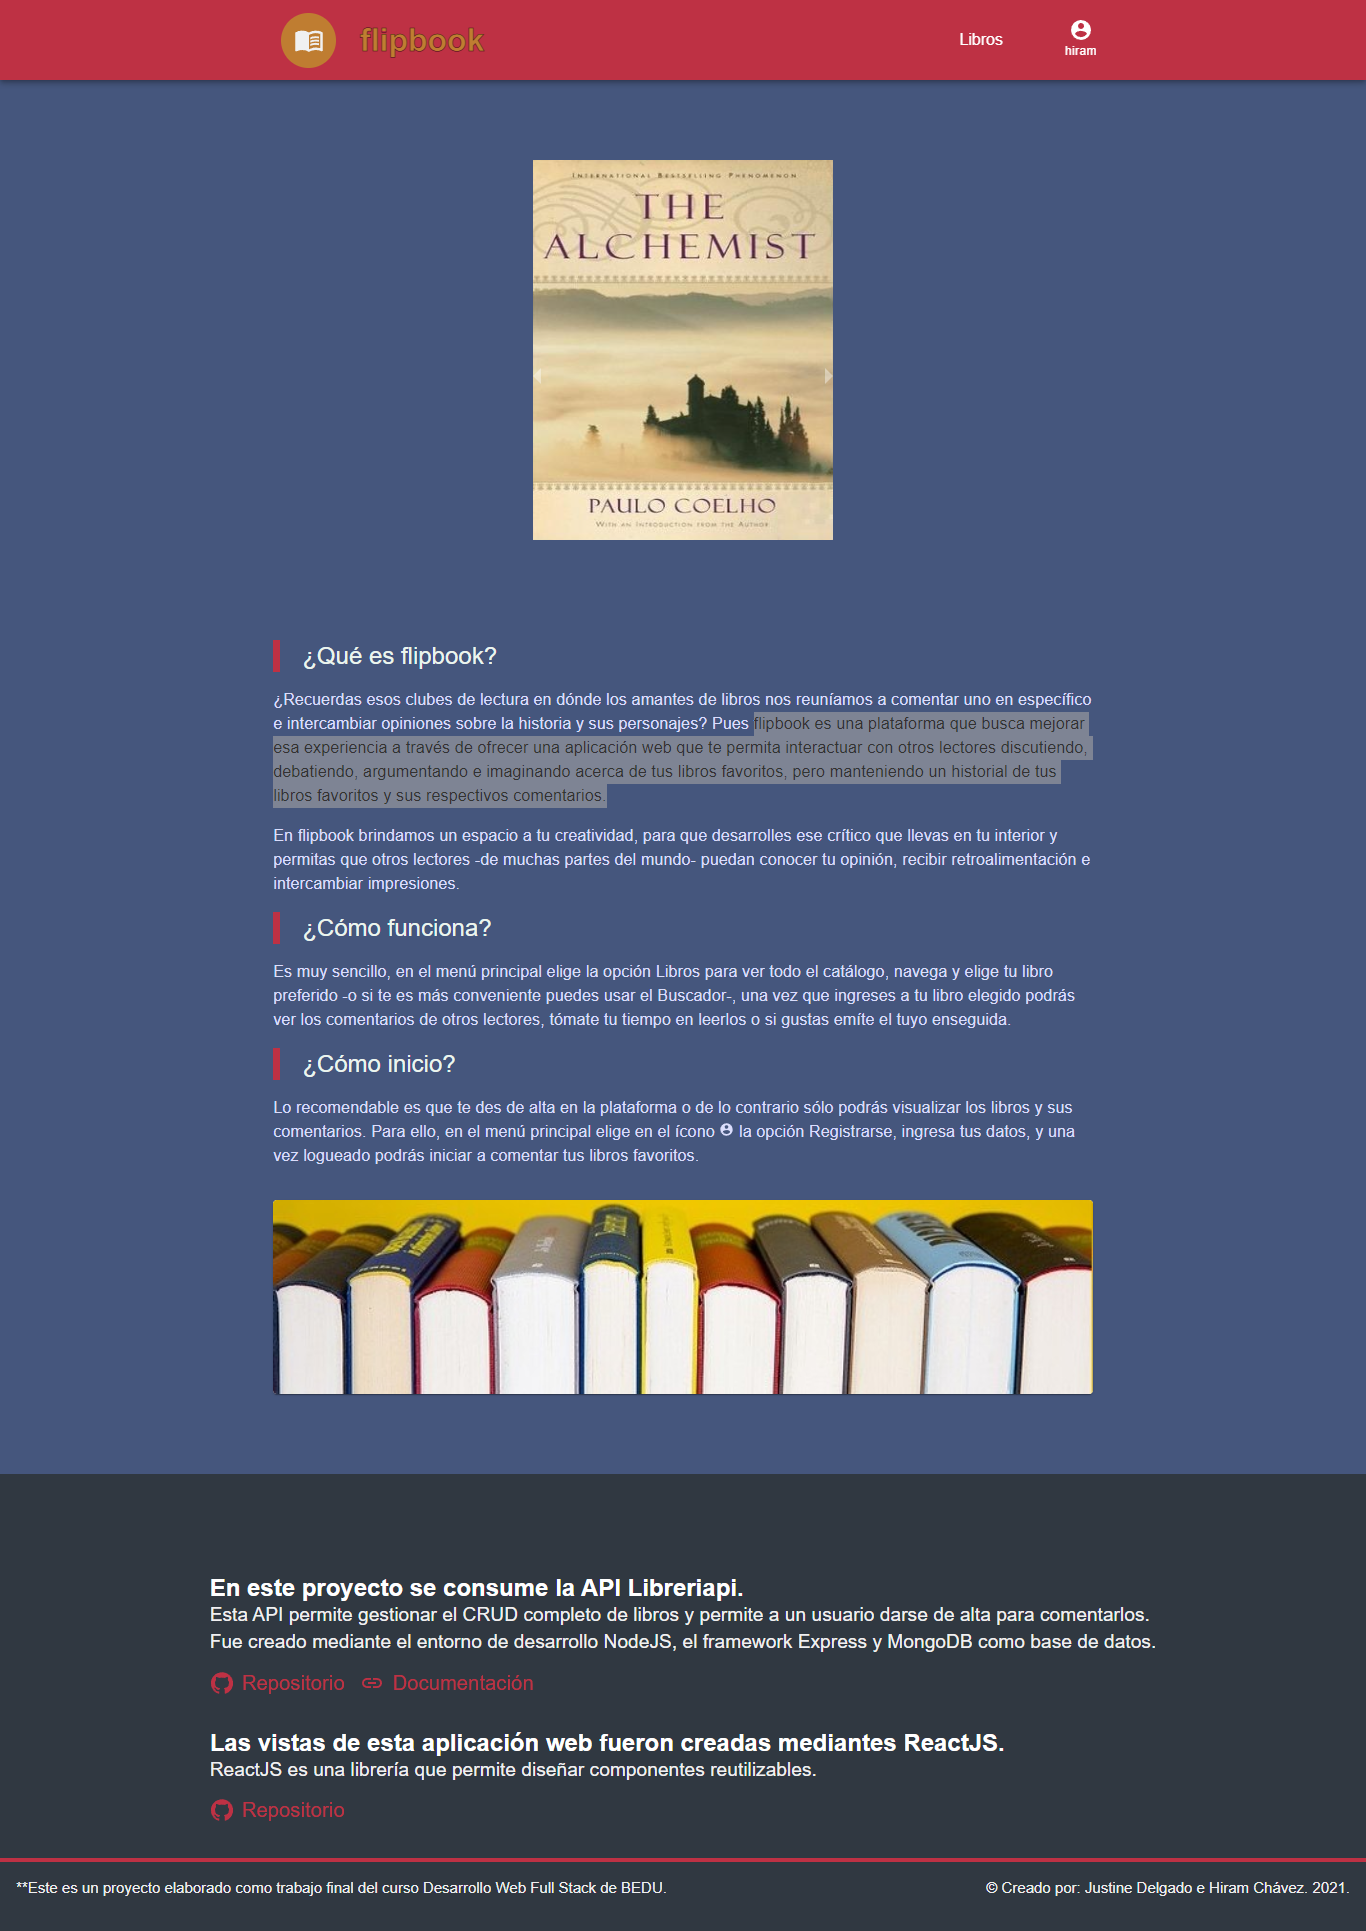 flipbook
Libros
hiram
INTERNATIONAL BESTSELLING PHENOMENON
THE
ALCHEMIST
PAULO COELHO
WITH AN INTRODUCTION FROM THE AUTHOR
¿Qué es flipbook?
¿Recuerdas esos clubes de lectura en dónde los amantes de libros nos reuníamos a comentar uno en específico
e intercambiar opiniones sobre la historia y sus personajes? Pues flipbook es una plataforma que busca mejorar
esa experiencia a través de ofrecer una aplicación web que te permita interactuar con otros lectores discutiendo,
debatiendo, argumentando e imaginando acerca de tus libros favoritos, pero manteniendo un historial de tus
libros favoritos y sus respectivos comentarios.
En flipbook brindamos un espacio a tu creatividad, para que desarrolles ese crítico que llevas en tu interior y
permitas que otros lectores -de muchas partes del mundo- puedan conocer tu opinión, recibir retroalimentación e
intercambiar impresiones.
¿Cómo funciona?
Es muy sencillo, en el menú principal elige la opción Libros para ver todo el catálogo, navega y elige tu libro
preferido -o si te es más conveniente puedes usar el Buscador-, una vez que ingreses a tu libro elegido podrás
ver los comentarios de otros lectores, tómate tu tiempo en leerlos o si gustas emíte el tuyo enseguida.
¿Cómo inicio?
Lo recomendable es que te des de alta en la plataforma o de lo contrario sólo podrás visualizar los libros y sus
comentarios. Para ello, en el menú principal elige en el ícono la opción Registrarse, ingresa tus datos, y una
vez logueado podrás iniciar a comentar tus libros favoritos.
En este proyecto se consume la API Libreriapi.
Esta API permite gestionar el CRUD completo de libros y permite a un usuario darse de alta para comentarlos.
Fue creado mediante el entorno de desarrollo NodeJS, el framework Express y MongoDB como base de datos.
Repositorio Documentación
Las vistas de esta aplicación web fueron creadas mediantes ReactJS.
ReactJS es una librería que permite diseñar componentes reutilizables.
Repositorio
**Este es un proyecto elaborado como trabajo final del curso Desarrollo Web Full Stack de BEDU.
© Creado por: Justine Delgado e Hiram Chávez. 2021.